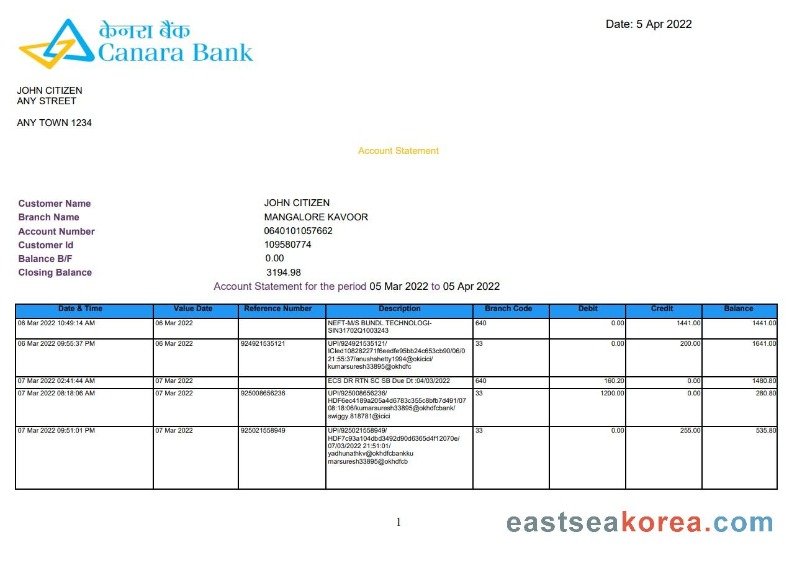 केनरा बैंक
Canara Bank
Date: 5 Apr 2022
JOHN CITIZEN
ANY STREET
ANY TOWN 1234
Account Statement
Customer Name JOHN CITIZEN
Branch Name MANGALORE KAVOOR
Account Number 0640101057662
Customer Id 109580774
Balance B/F 0.00
Closing Balance 3194.98
Account Statement for the period 05 Mar 2022 to 05 Apr 2022
Date & Time Value Date Reference Number Description Branch Code Debit Credit Balance
06 Mar 2022 10:49:14 AM 06 Mar 2022 NEFT-M/S BUNDL TECHNOLOGI- 640 0.00 1441.00 1441.00
SIN31702Q1003243
06 Mar 2022 09:55:37 PM 06 Mar 2022 924921535121 UPI/924921535121/ 33 0.00 200.00 1641.00
ICIed108282271f6eedfe95bb24c653cb90/06/0
21:55:37/anushshetty1994@okicici/
kumarsuresh33895@okhdfc
07 Mar 2022 02:41:44 AM 07 Mar 2022 ECS DR RTN SC SB Due Dt :04/03/2022 640 160.20 0.00 1480.80
07 Mar 2022 08:18:06 AM 07 Mar 2022 925008656236 UPI/925008656236/ 33 1200.00 0.00 280.80
HDF6ec4189a205a4d6783c355c8bfb7d491/07
08:18:06/kumarsuresh33895@okhdfcbank/
swiggy 818781@icici
07 Mar 2022 09:51:01 PM 07 Mar 2022 925021558949 UPI/925021558949/ 33 0.00 255.00 535.80
HDF7c93a104dbd3492d90d6365d4f12070e/
07/03/2022 21:51:01/
yadhunathkv@okhdfcbankku
marsuresh33895@okhdfcb
1
eastseakorea.com